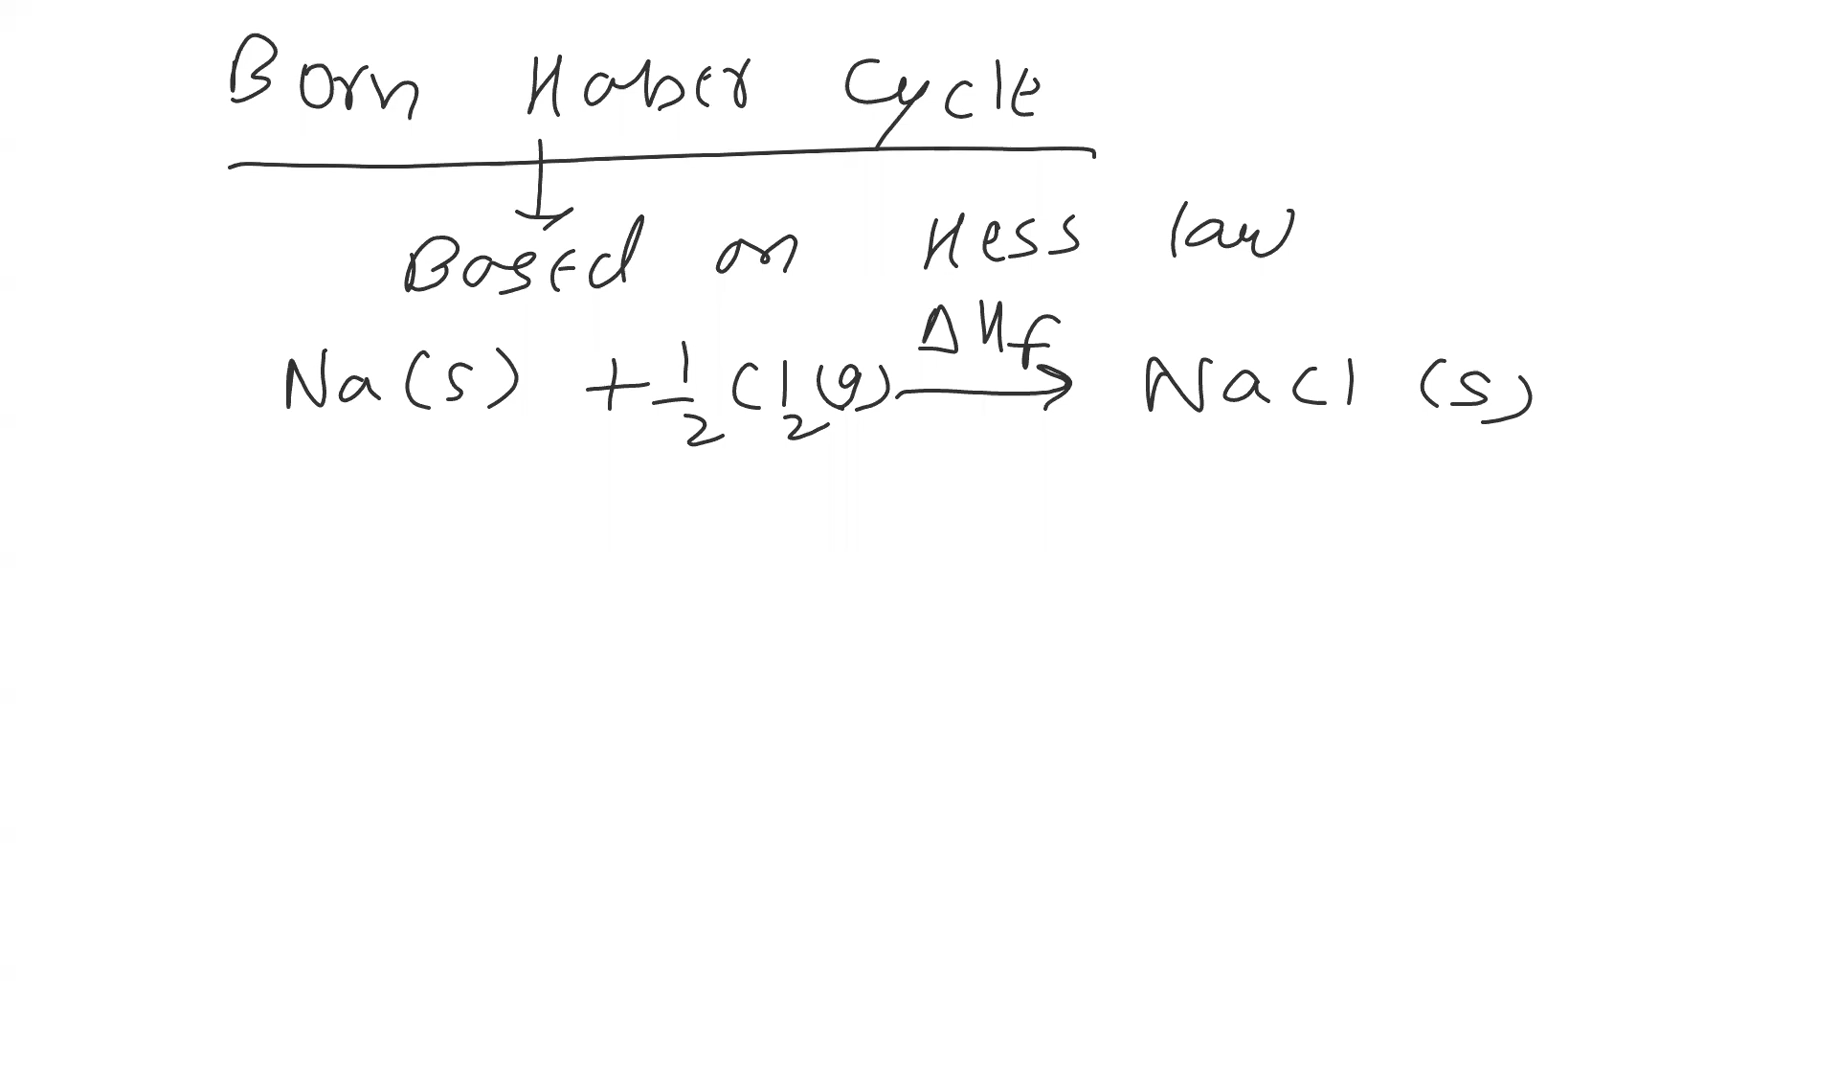 Born Haber Cycle
Based on Hess law
Na(s) + 1/2 Cl₂(g) ΔHf → NaCl (s)